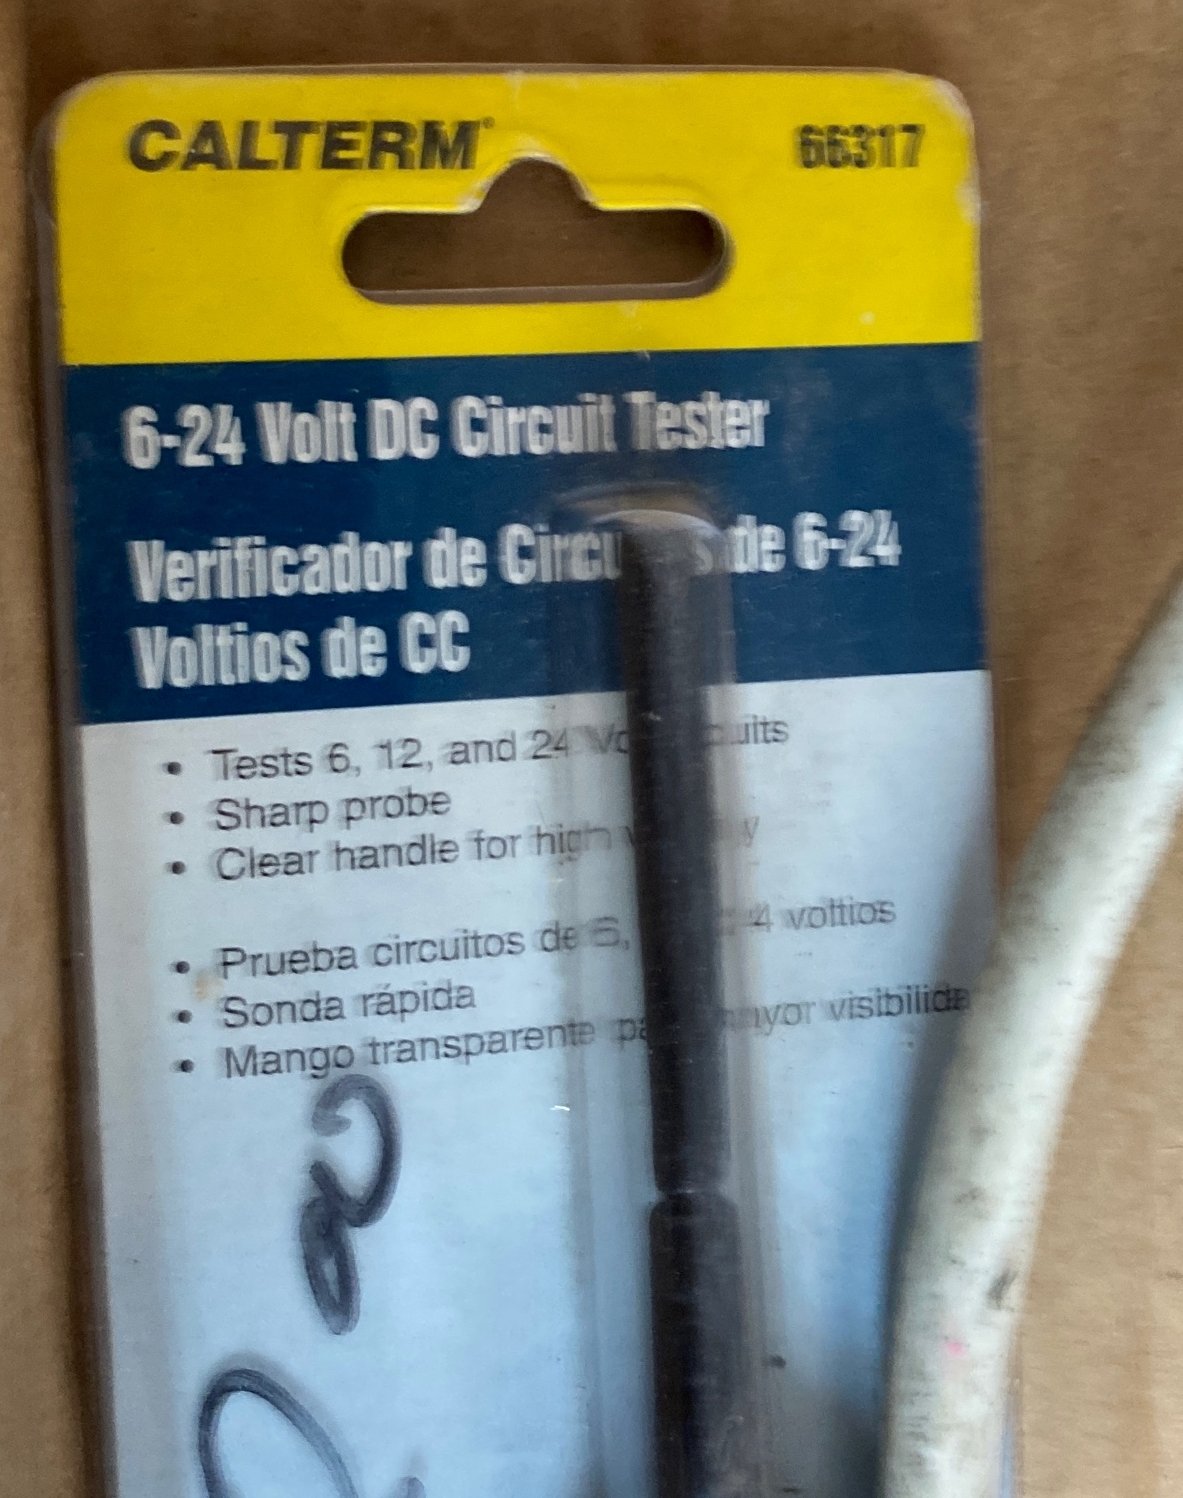 CALTERM® 66317
6-24 Volt DC Circuit Tester
Verificador de de 6-24
Voltios de CC
• Tests 6, 12, and 24
• Sharp probe
• Clear handle for high
• Prueba circuitos de 6, voltios
• Sonda rápida
• Mango transparente